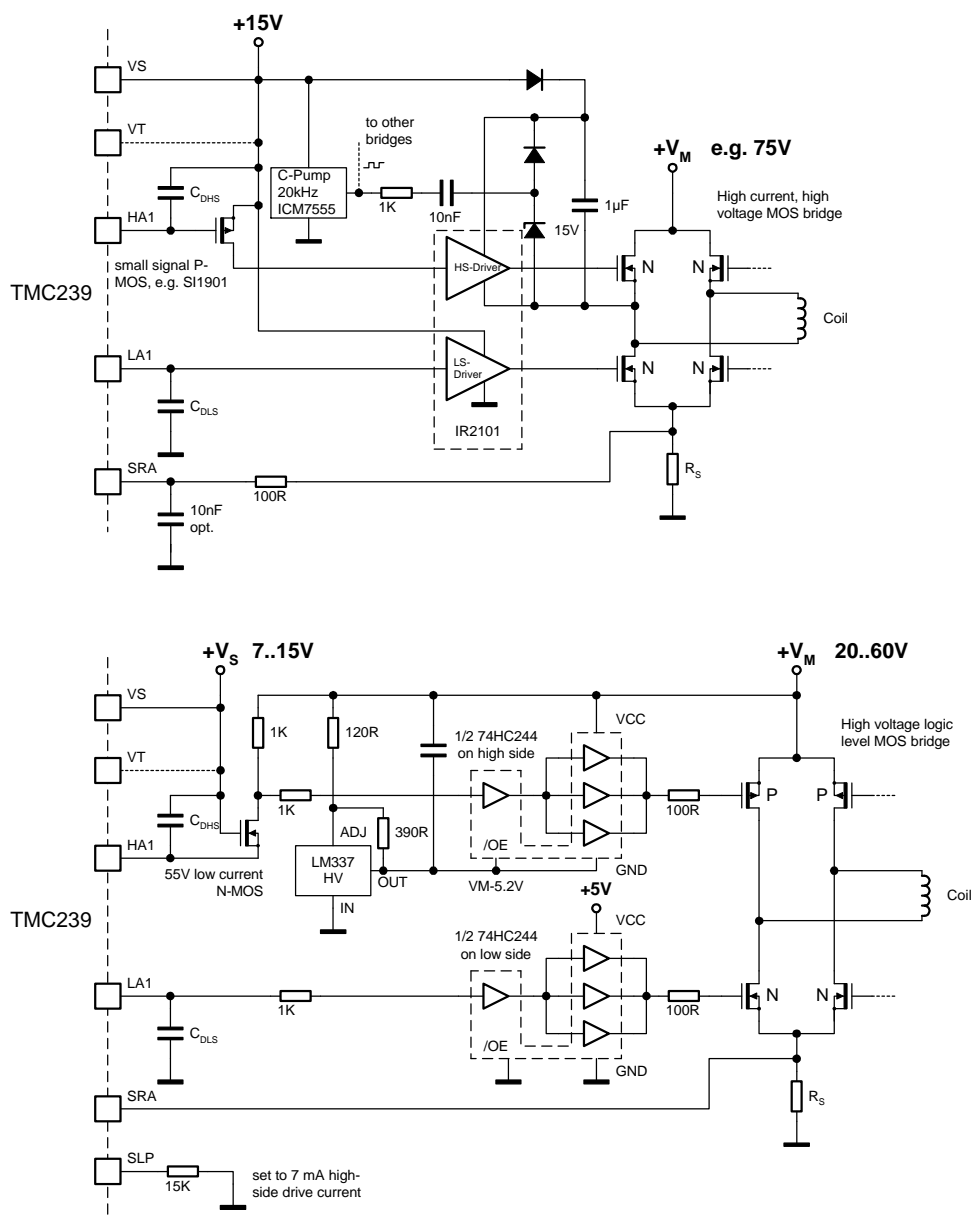 +15V
VS
VT
to other
bridges
+VM e.g. 75V
CDHS
C-Pump
20kHz
ICM7555
1K
10nF
15V
1µF
High current, high
voltage MOS bridge
HA1
small signal P-
MOS, e.g. SI1901
HS-Driver
N
N
TMC239
Coil
LA1
LS-
Driver
N
N
CDLS
IR2101
SRA
100R
RS
10nF
opt.
+VS 7..15V
+VM 20..60V
VS
1K
120R
VCC
High voltage logic
level MOS bridge
1/2 74HC244
on high side
VT
P
P
1K
100R
CDHS
ADJ
390R
/OE
HA1
LM337
HV
OUT
GND
55V low current
N-MOS
VM-5.2V
IN
+5V
Coil
TMC239
VCC
1/2 74HC244
on low side
LA1
N
N
1K
100R
CDLS
/OE
GND
SRA
RS
SLP
15K
set to 7 mA high-
side drive current